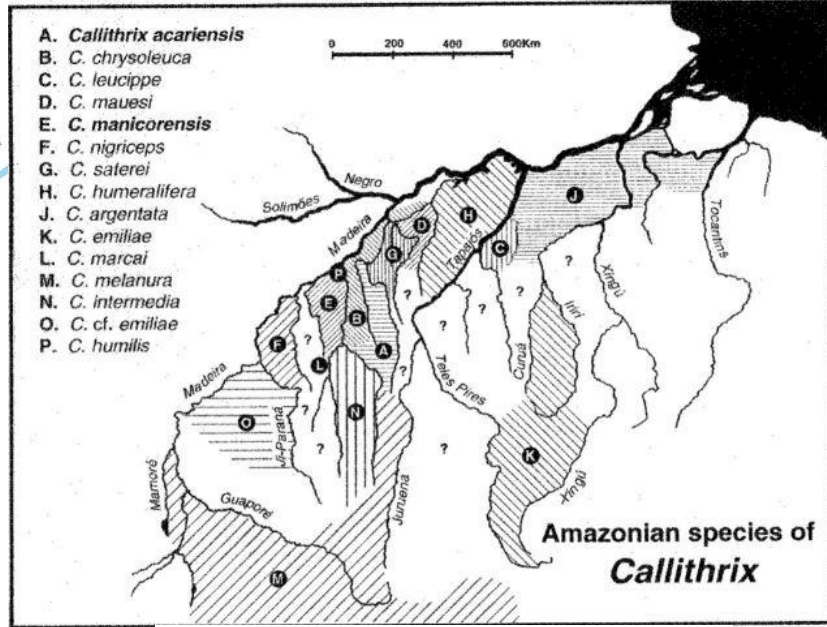 A. Callithrix acariensis
B. C. chrysoleuca
C. C. leucippe
D. C. mauesi
E. C. manicorensis
F. C. nigriceps
G. C. saterei
H. C. humeralifera
J. C. argentata
K. C. emiliae
L. C. marcai
M. C. melanura
N. C. intermedia
O. C. cf. emiliae
P. C. humilis
0 200 400 600Km
Negro
Solimões
Madeira
D
H
J
G
Tapajós
C
Tocantins
P
?
?
?
?
Xingú
E
B
Iriri
F
?
A
?
?
Curuá
L
Madeira
Teles Pires
O
Ji-Paraná
?
N
?
?
K
Mamoré
Guaporé
Juruena
Xingú
M
Amazonian species of
Callithrix